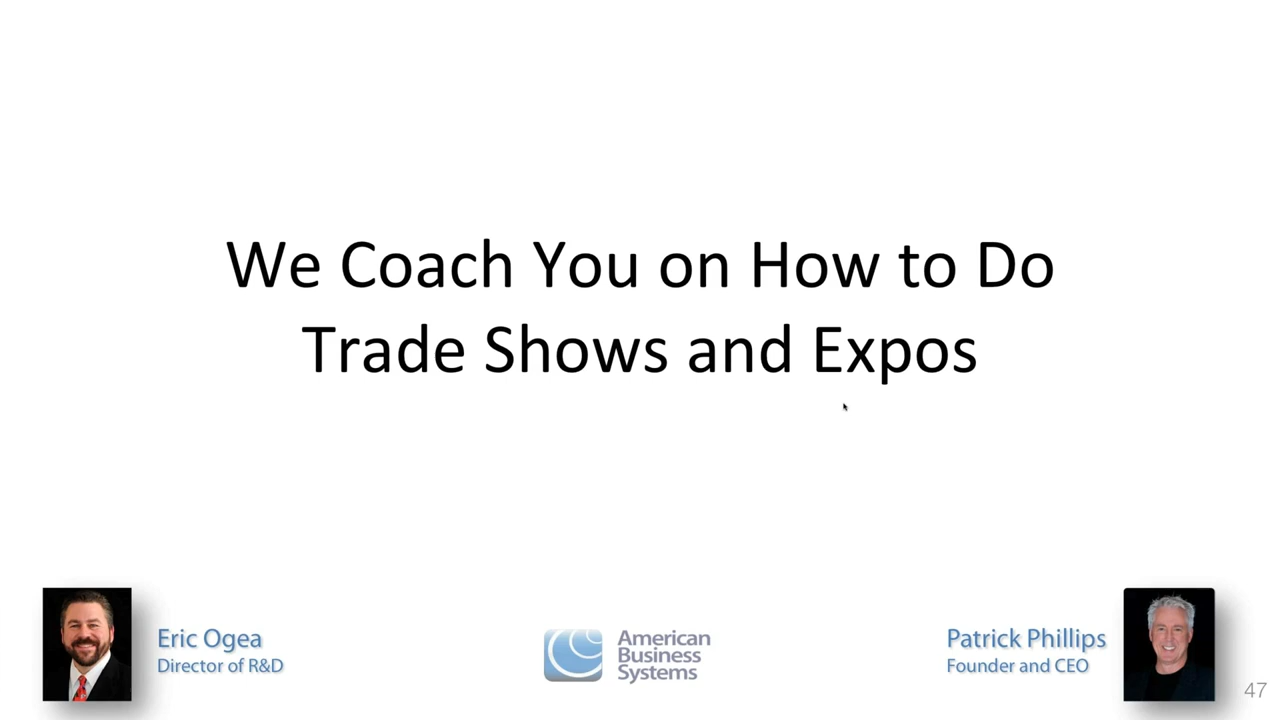 We Coach You on How to Do
Trade Shows and Expos
Eric Ogea
Director of R&D
American
Business
Systems
Patrick Phillips
Founder and CEO
47